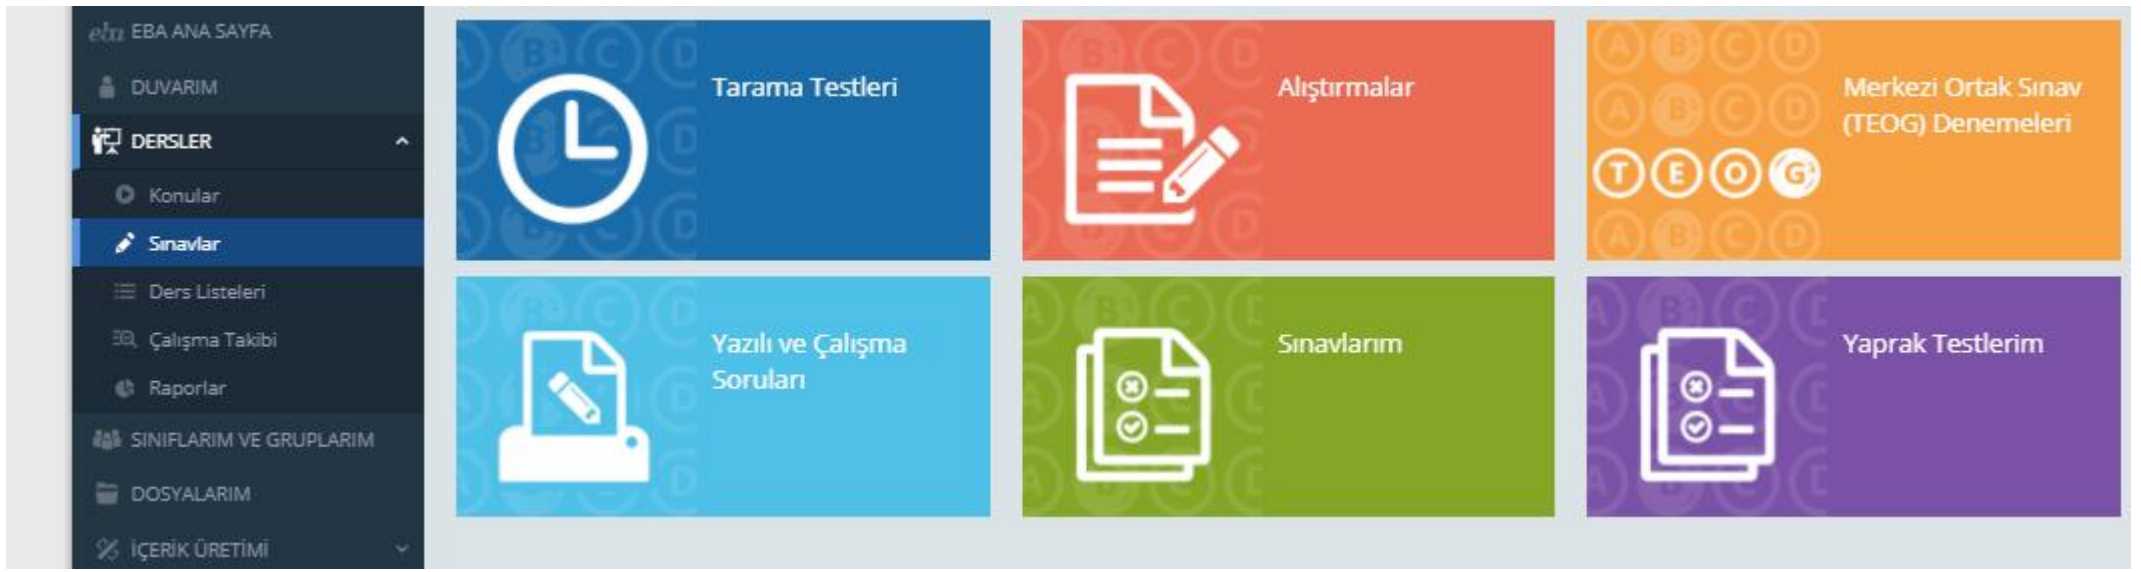 eba EBA ANA SAYFA
DUVARIM
DERSLER
Konular
Sınavlar
Ders Listeleri
Çalışma Takibi
Raporlar
SINIFLARIM VE GRUPLARIM
DOSYALARIM
İÇERİK ÜRETİMİ
Tarama Testleri
Alıştırmalar
Merkezi Ortak Sınav
(TEOG) Denemeleri
T E O G
Yazılı ve Çalışma
Soruları
Sınavlarım
Yaprak Testlerim